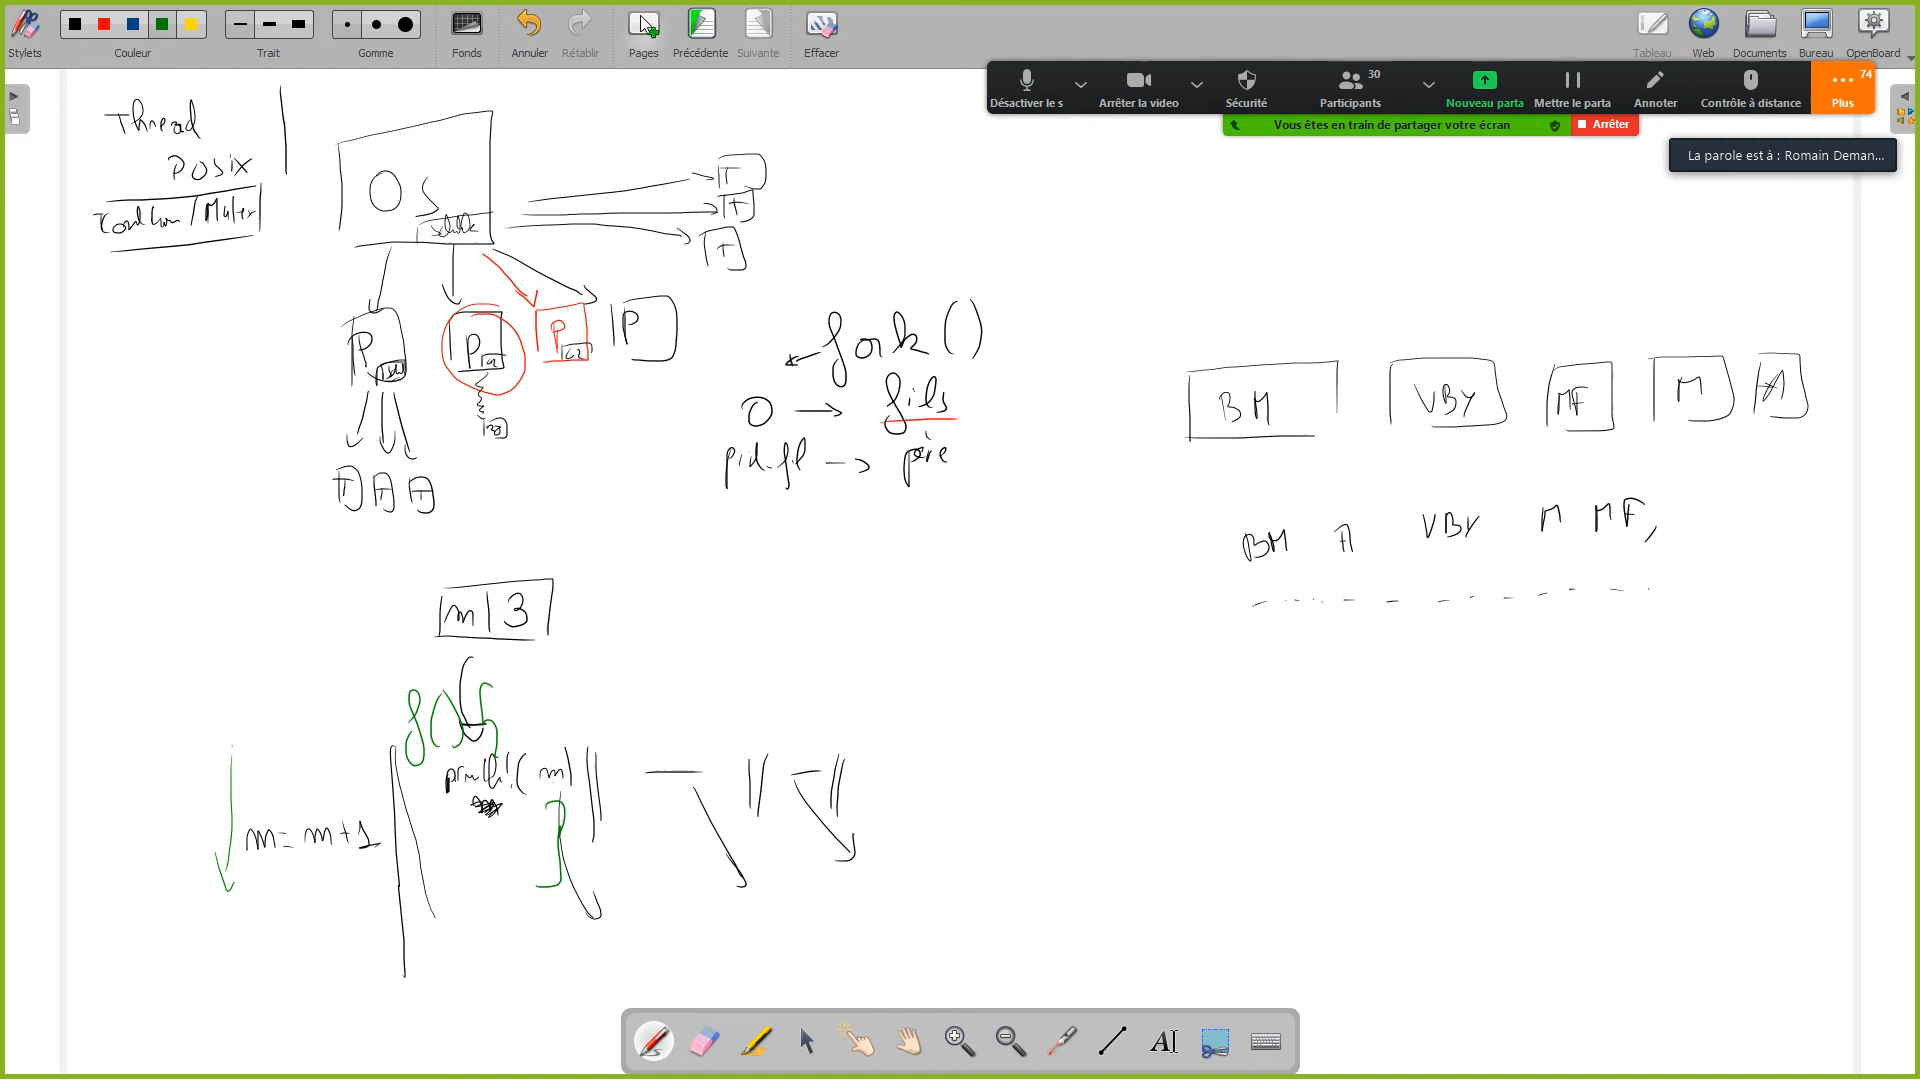 Stylets
Couleur
Trait
Gomme
Fonds
Annuler
Rétablir
Pages
Précédente
Suivante
Effacer
Tableau
Web
Documents
Bureau
OpenBoard
30
74
Désactiver le s
Arrêter la video
Sécurité
Participants
Nouveau parta
Mettre le parta
Annoter
Contrôle à distance
Plus
Vous êtes en train de partager votre écran
Arrêter
La parole est à : Romain Deman...
Thread
POSIX
/ Mutex
OS
T
T
T
P
P
P
P
T T T
fork()
0 → fils
→ père
BM VBY MF M A
BM A VBY M MF,
m | 3
f() {
(m)
}
m = m + 1
AI